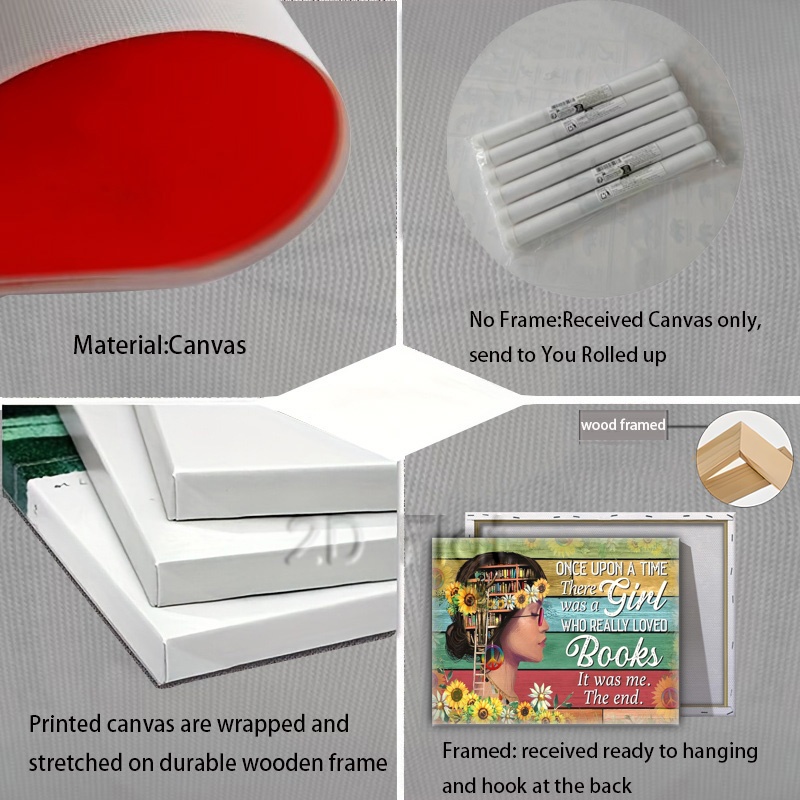 Material:Canvas
No Frame:Received Canvas only,
send to You Rolled up
wood framed
ONCE UPON A TIME
There
was a Girl
WHO REALLY LOVED
Books
It was me.
The end.
Printed canvas are wrapped and
stretched on durable wooden frame
Framed: received ready to hanging
and hook at the back